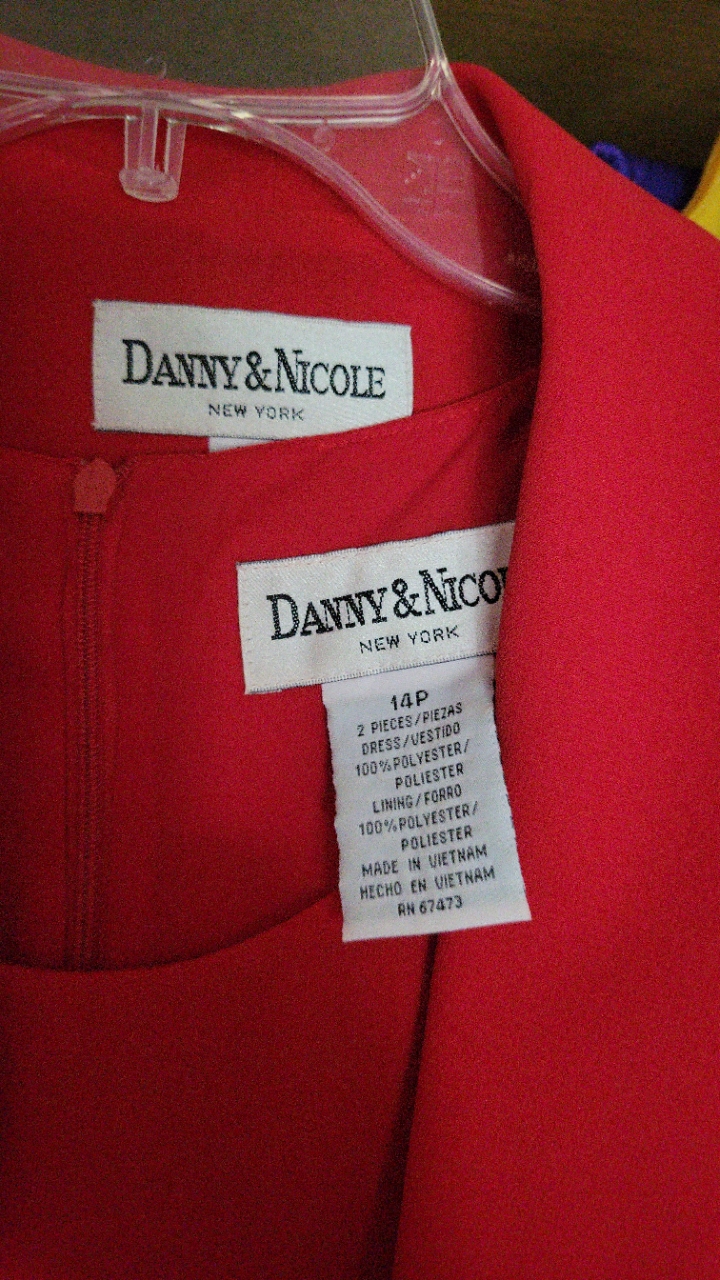 DANNY & NICOLE
NEW YORK
DANNY & NICO
NEW YORK
14P
2 PIECES/PIEZAS
DRESS/VESTIDO
100%POLYESTER/
POLIESTER
LINING/FORRO
100%POLYESTER/
POLIESTER
MADE IN VIETNAM
HECHO EN VIETNAM
RN 67473